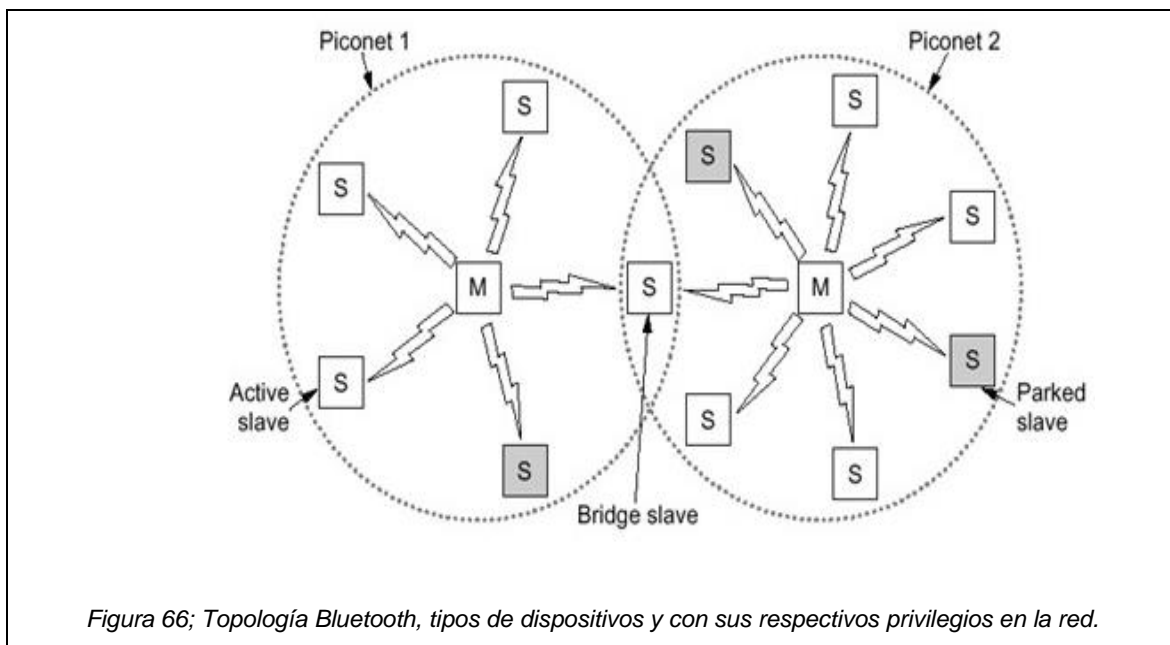 Piconet 1
Piconet 2
S
S
S
S
S
S
M
S
M
S
Active
slave
S
Parked
slave
S
S
S
Bridge slave
Figura 66; Topología Bluetooth, tipos de dispositivos y con sus respectivos privilegios en la red.